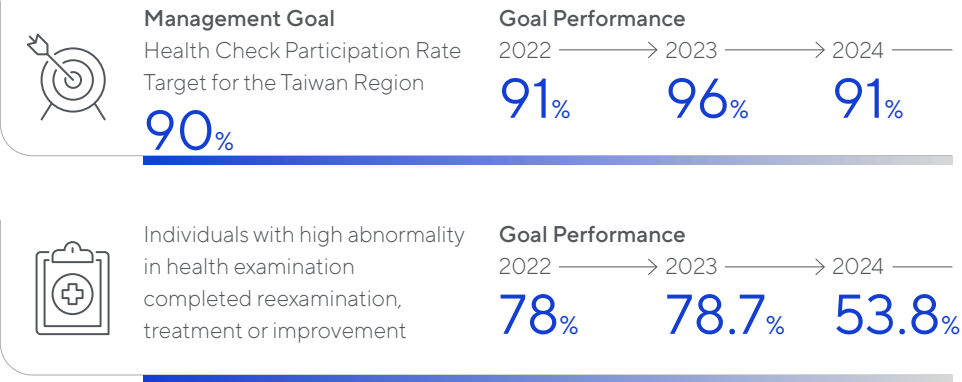 Management Goal
Health Check Participation Rate
Target for the Taiwan Region
90%
Goal Performance
2022 2023 2024
91% 96% 91%
Individuals with high abnormality
in health examination
completed reexamination,
treatment or improvement
Goal Performance
2022 2023 2024
78% 78.7% 53.8%